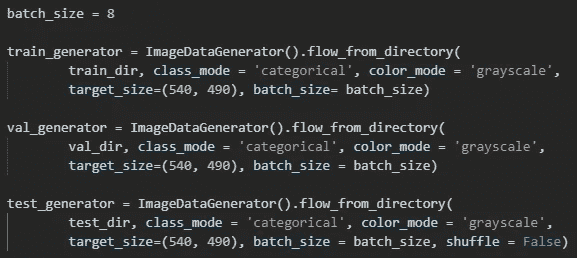 batch_size = 8
train_generator = ImageDataGenerator().flow_from_directory(
train_dir, class_mode = 'categorical', color_mode = 'grayscale',
target_size=(540, 490), batch_size= batch_size)
val_generator = ImageDataGenerator().flow_from_directory(
val_dir, class_mode = 'categorical', color_mode = 'grayscale',
target_size=(540, 490), batch_size = batch_size)
test_generator = ImageDataGenerator().flow_from_directory(
test_dir, class_mode = 'categorical', color_mode = 'grayscale',
target_size=(540, 490), batch_size = batch_size, shuffle = False)